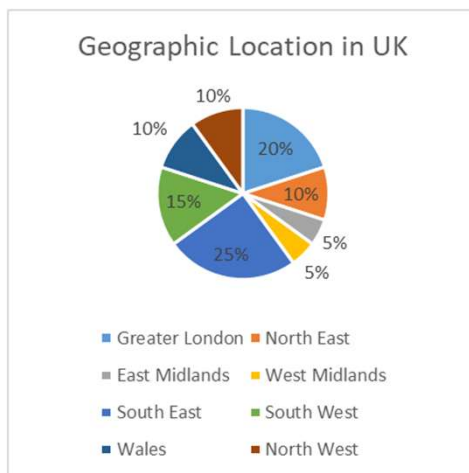 Geographic Location in UK
10%
10%
20%
10%
15%
5%
5%
25%
Greater London
North East
East Midlands
West Midlands
South East
South West
Wales
North West